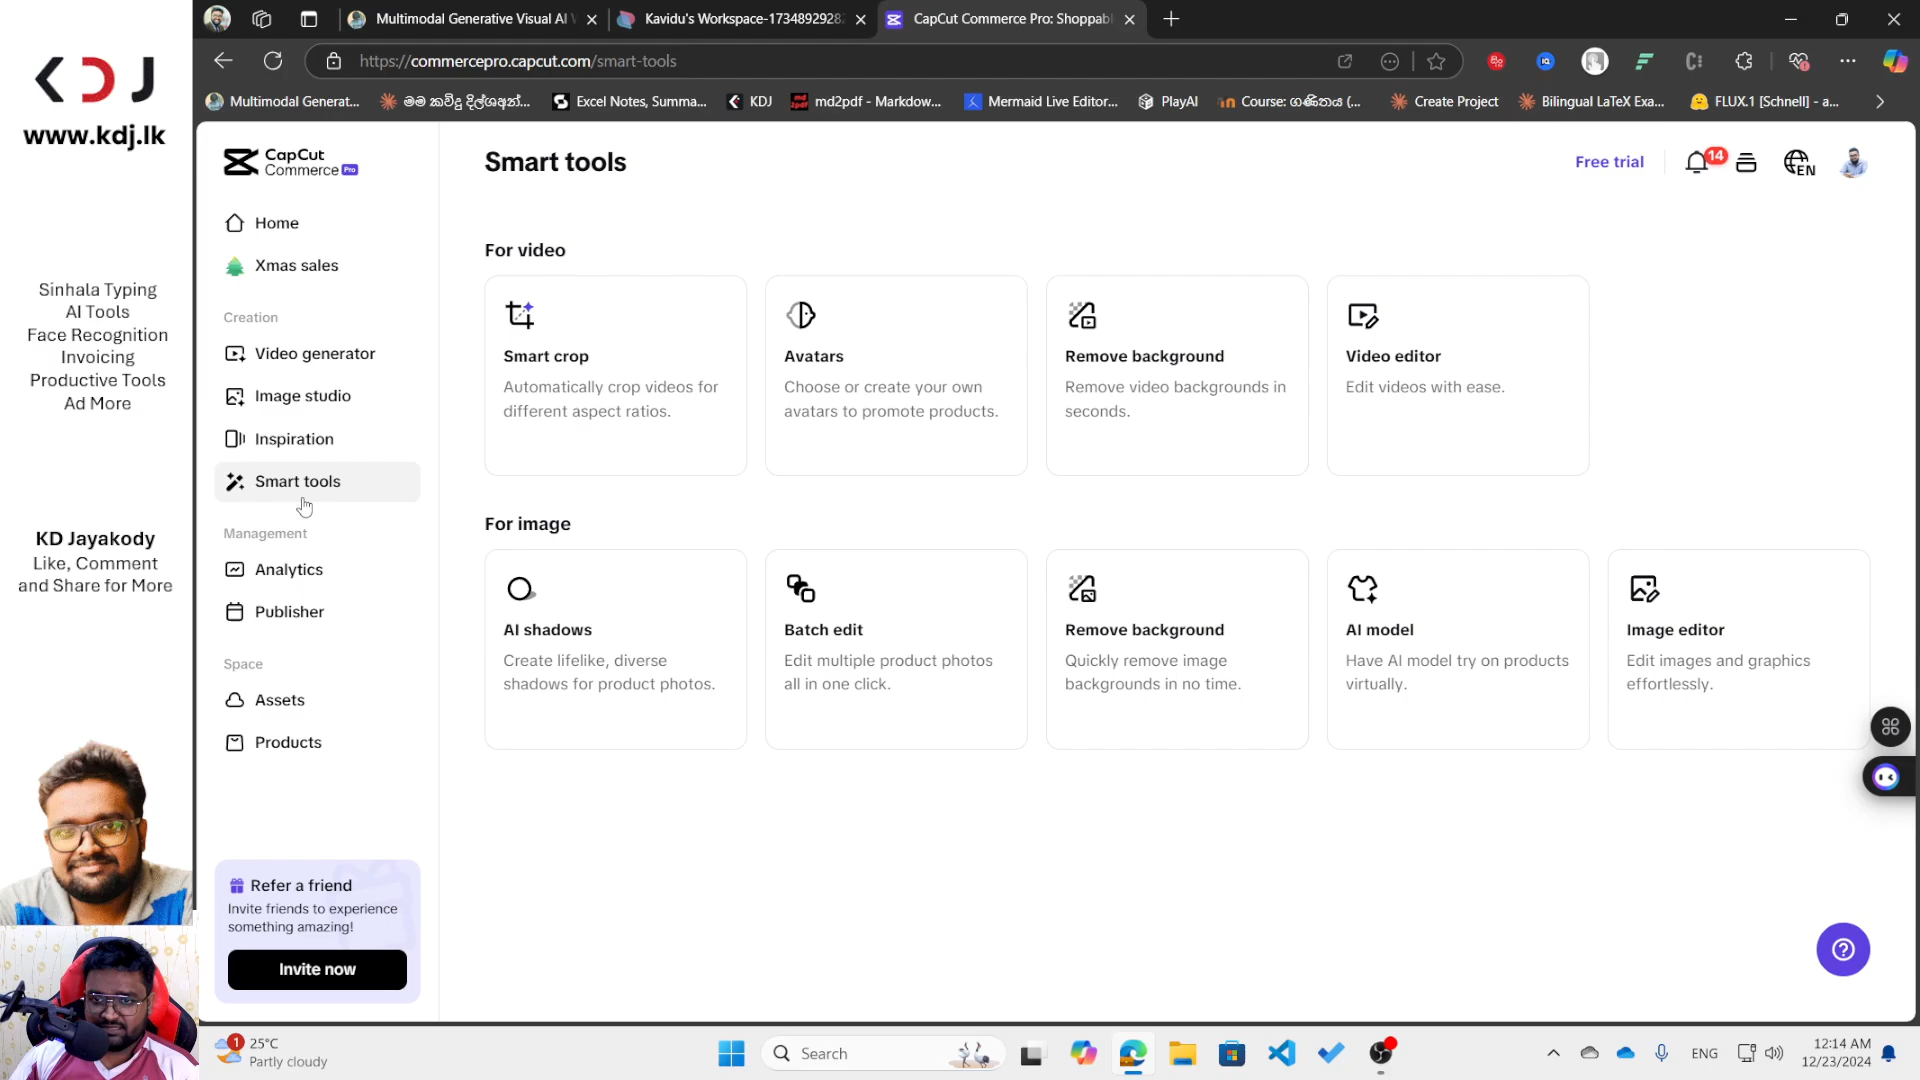 KDJ
www.kdj.lk
Sinhala Typing
AI Tools
Face Recognition
Invoicing
Productive Tools
Ad More
KD Jayakody
Like, Comment
and Share for More
Multimodal Generative Visual AI
Kavidu's Workspace-1734892928
CapCut Commerce Pro: Shoppabl
https://commercepro.capcut.com/smart-tools
Multimodal Generat...
මම කවිදු දිල්ශාන්...
Excel Notes, Summa...
KDJ
md2pdf - Markdow...
Mermaid Live Editor...
PlayAI
Course: ගණිතය (...
Create Project
Bilingual LaTeX Exa...
FLUX.1 [Schnell] - a...
CapCut
Commerce Pro
Home
Xmas sales
Creation
Video generator
Image studio
Inspiration
Smart tools
Management
Analytics
Publisher
Space
Assets
Products
Refer a friend
Invite friends to experience
something amazing!
Invite now
Smart tools
Free trial
14
EN
For video
Smart crop
Automatically crop videos for
different aspect ratios.
Avatars
Choose or create your own
avatars to promote products.
Remove background
Remove video backgrounds in
seconds.
Video editor
Edit videos with ease.
For image
AI shadows
Create lifelike, diverse
shadows for product photos.
Batch edit
Edit multiple product photos
all in one click.
Remove background
Quickly remove image
backgrounds in no time.
AI model
Have AI model try on products
virtually.
Image editor
Edit images and graphics
effortlessly.
1
25°C
Partly cloudy
Search
ENG
12:14 AM
12/23/2024